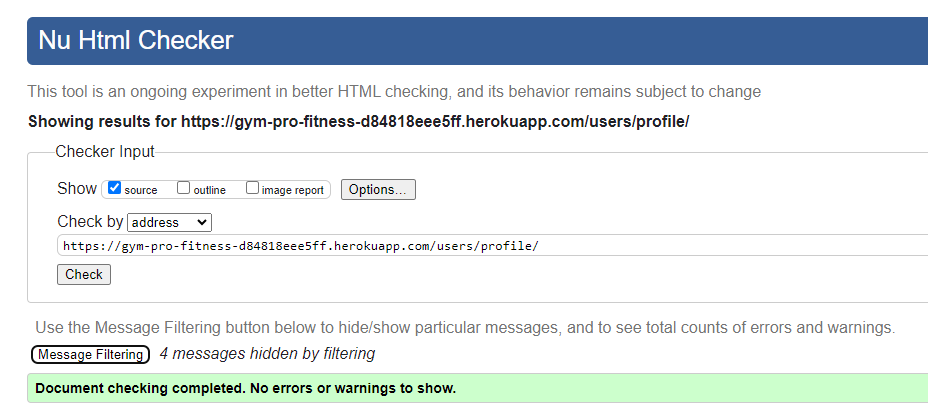 Nu Html Checker
This tool is an ongoing experiment in better HTML checking, and its behavior remains subject to change
Showing results for https://gym-pro-fitness-d84818eee5ff.herokuapp.com/users/profile/
Checker Input
Show source outline image report Options...
Check by address
https://gym-pro-fitness-d84818eee5ff.herokuapp.com/users/profile/
Check
Use the Message Filtering button below to hide/show particular messages, and to see total counts of errors and warnings.
Message Filtering 4 messages hidden by filtering
Document checking completed. No errors or warnings to show.